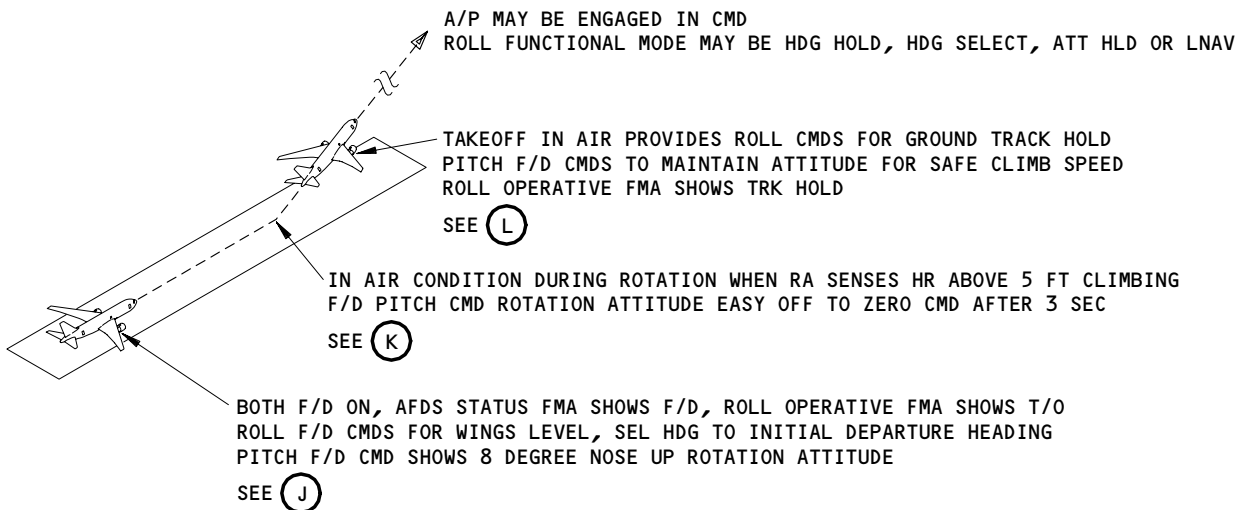 A/P MAY BE ENGAGED IN CMD
ROLL FUNCTIONAL MODE MAY BE HDG HOLD, HDG SELECT, ATT HLD OR LNAV
TAKEOFF IN AIR PROVIDES ROLL CMDS FOR GROUND TRACK HOLD
PITCH F/D CMDS TO MAINTAIN ATTITUDE FOR SAFE CLIMB SPEED
ROLL OPERATIVE FMA SHOWS TRK HOLD
SEE L
IN AIR CONDITION DURING ROTATION WHEN RA SENSES HR ABOVE 5 FT CLIMBING
F/D PITCH CMD ROTATION ATTITUDE EASY OFF TO ZERO CMD AFTER 3 SEC
SEE K
BOTH F/D ON, AFDS STATUS FMA SHOWS F/D, ROLL OPERATIVE FMA SHOWS T/O
ROLL F/D CMDS FOR WINGS LEVEL, SEL HDG TO INITIAL DEPARTURE HEADING
PITCH F/D CMD SHOWS 8 DEGREE NOSE UP ROTATION ATTITUDE
SEE J